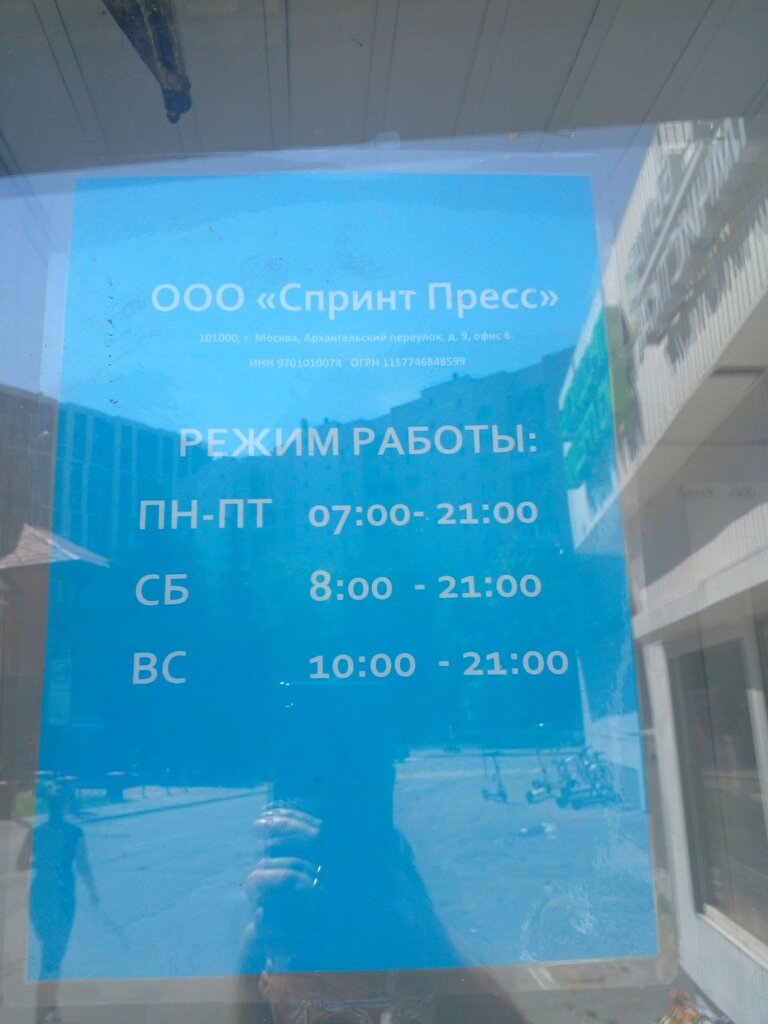 ООО «Спринт Пресс»
101000, г. Москва, Архангельский переулок, д. 9, офис 6.
ИНН 9701010074 ОГРН 1157746848599
РЕЖИМ РАБОТЫ:
ПН-ПТ 07:00- 21:00
СБ 8:00 - 21:00
ВС 10:00 - 21:00